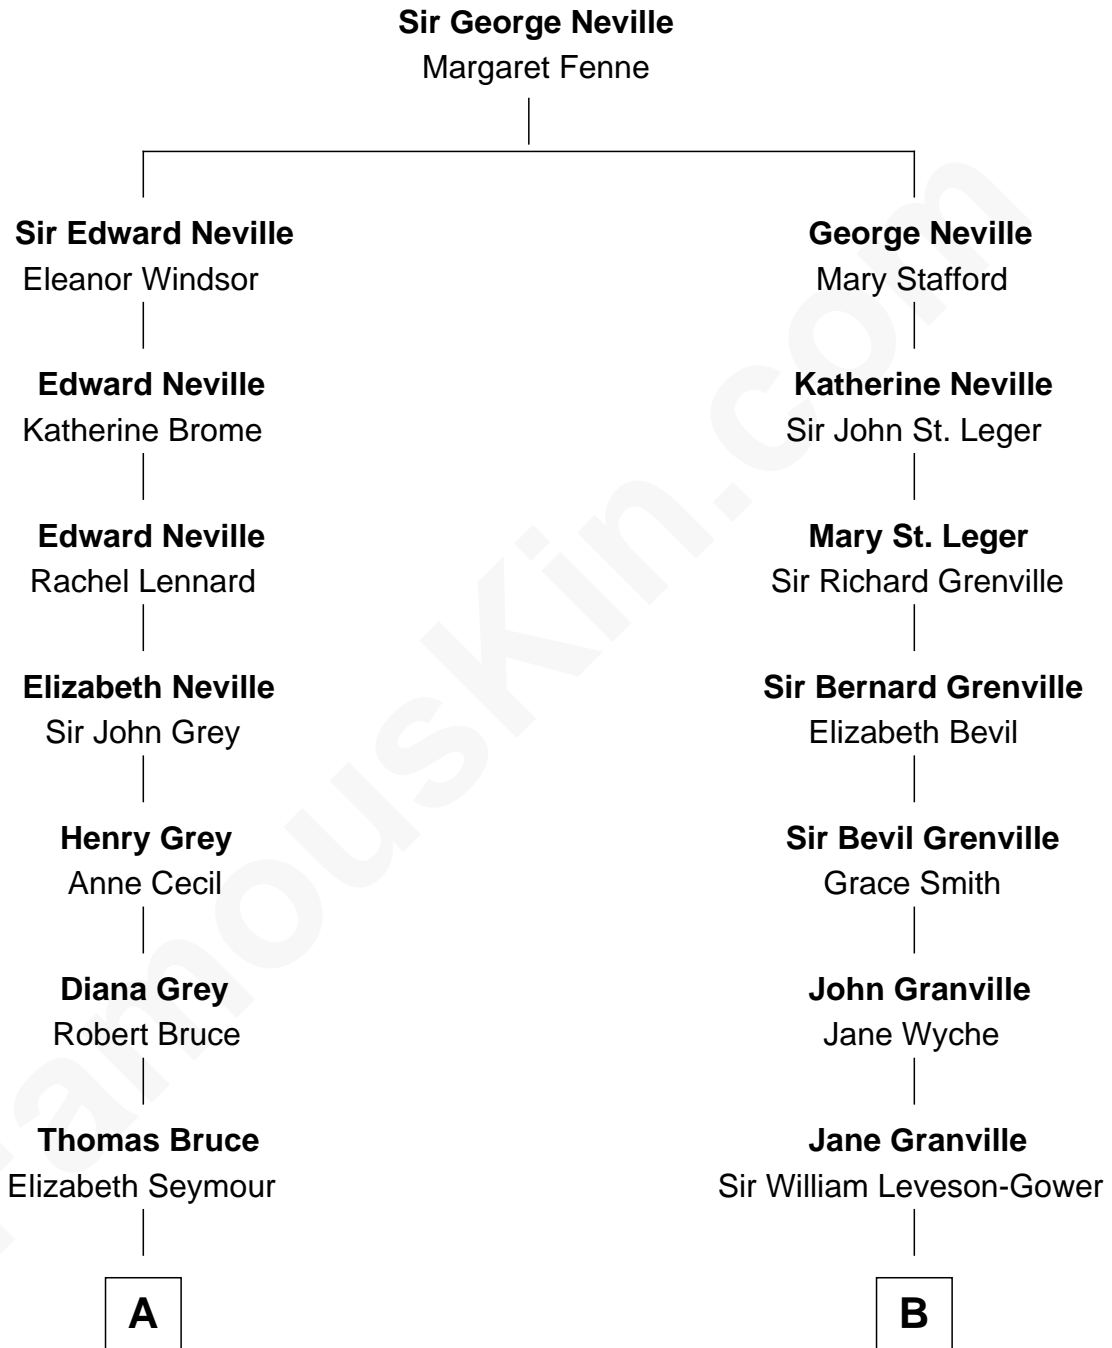 Sir George Neville
Margaret Fenne
Sir Edward Neville
Eleanor Windsor
George Neville
Mary Stafford
Edward Neville
Katherine Brome
Katherine Neville
Sir John St. Leger
Edward Neville
Rachel Lennard
Mary St. Leger
Sir Richard Grenville
Elizabeth Neville
Sir John Grey
Sir Bernard Grenville
Elizabeth Bevil
Henry Grey
Anne Cecil
Sir Bevil Grenville
Grace Smith
Diana Grey
Robert Bruce
John Granville
Jane Wyche
Thomas Bruce
Elizabeth Seymour
Jane Granville
Sir William Leveson-Gower
A
B
FamousKin.com